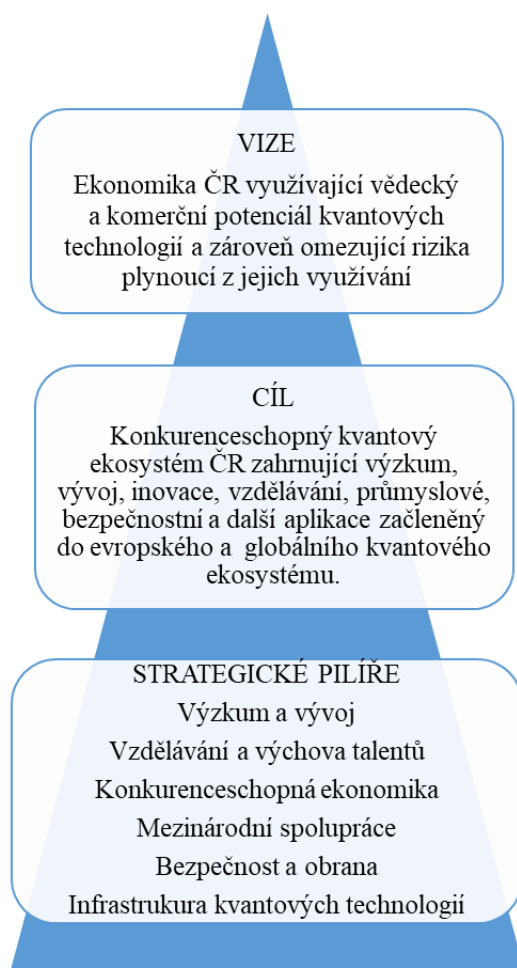 VIZE
Ekonomika ČR využívající vědecký
a komerční potenciál kvantových
technologií a zároveň omezující rizika
plynoucí z jejich využívání
CÍL
Konkurenceschopný kvantový
ekosystém ČR zahrnující výzkum,
vývoj, inovace, vzdělávání, průmyslové,
bezpečnostní a další aplikace začleněný
do evropského a globálního kvantového
ekosystému.
STRATEGICKÉ PILÍŘE
Výzkum a vývoj
Vzdělávání a výchova talentů
Konkurenceschopná ekonomika
Mezinárodní spolupráce
Bezpečnost a obrana
Infrastrukura kvantových technologií